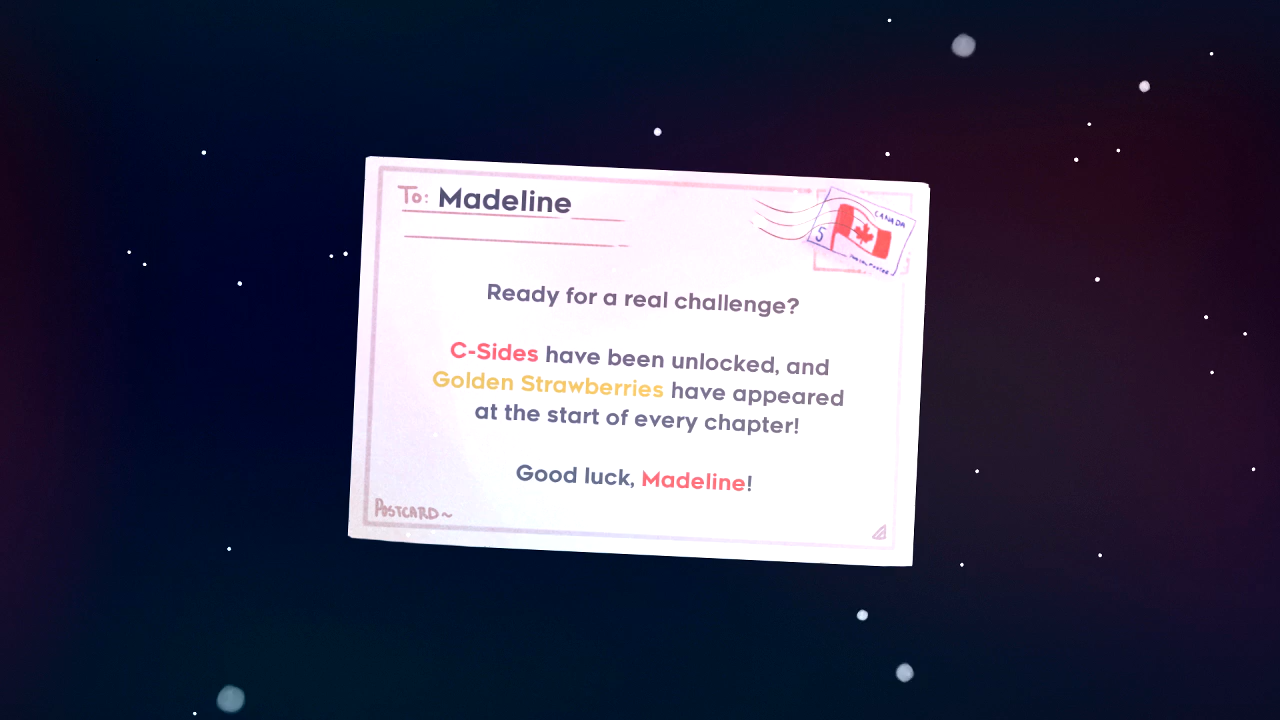 To: Madeline
CANADA
5
Ready for a real challenge?
C-Sides have been unlocked, and
Golden Strawberries have appeared
at the start of every chapter!
Good luck, Madeline!
POSTCARD~